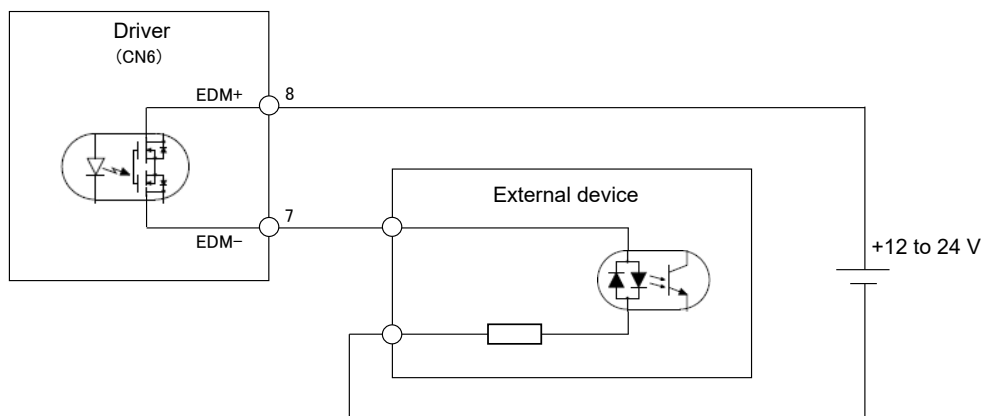 Driver
（CN6）
EDM+
8
External device
7
EDM−
+12 to 24 V